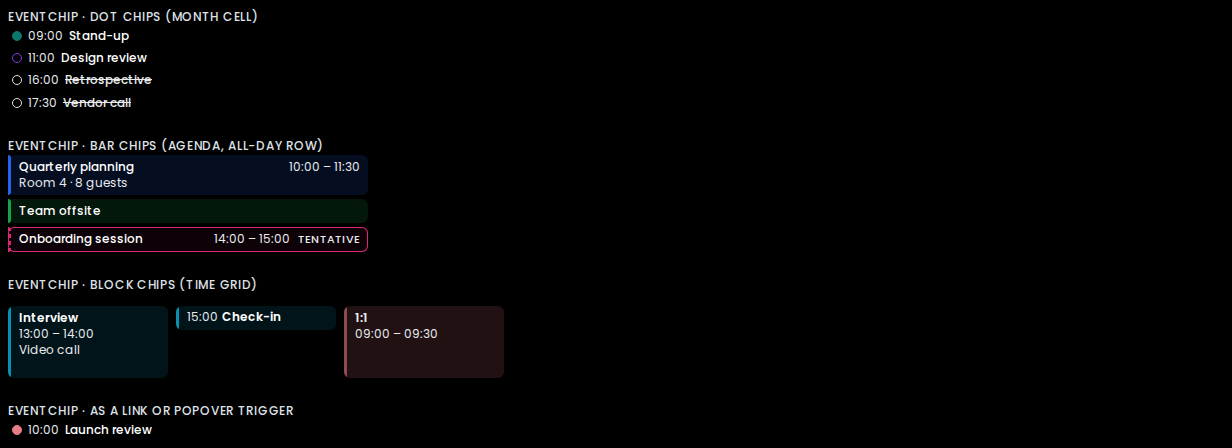 EVENTCHIP · DOT CHIPS (MONTH CELL)
09:00 Stand-up
11:00 Design review
16:00 Retrospective
17:30 Vendor call
EVENTCHIP · BAR CHIPS (AGENDA, ALL-DAY ROW)
Quarterly planning 10:00 – 11:30
Room 4 · 8 guests
Team offsite
Onboarding session 14:00 – 15:00 TENTATIVE
EVENTCHIP · BLOCK CHIPS (TIME GRID)
Interview
13:00 – 14:00
Video call
15:00 Check-in
1:1
09:00 – 09:30
EVENTCHIP · AS A LINK OR POPOVER TRIGGER
10:00 Launch review